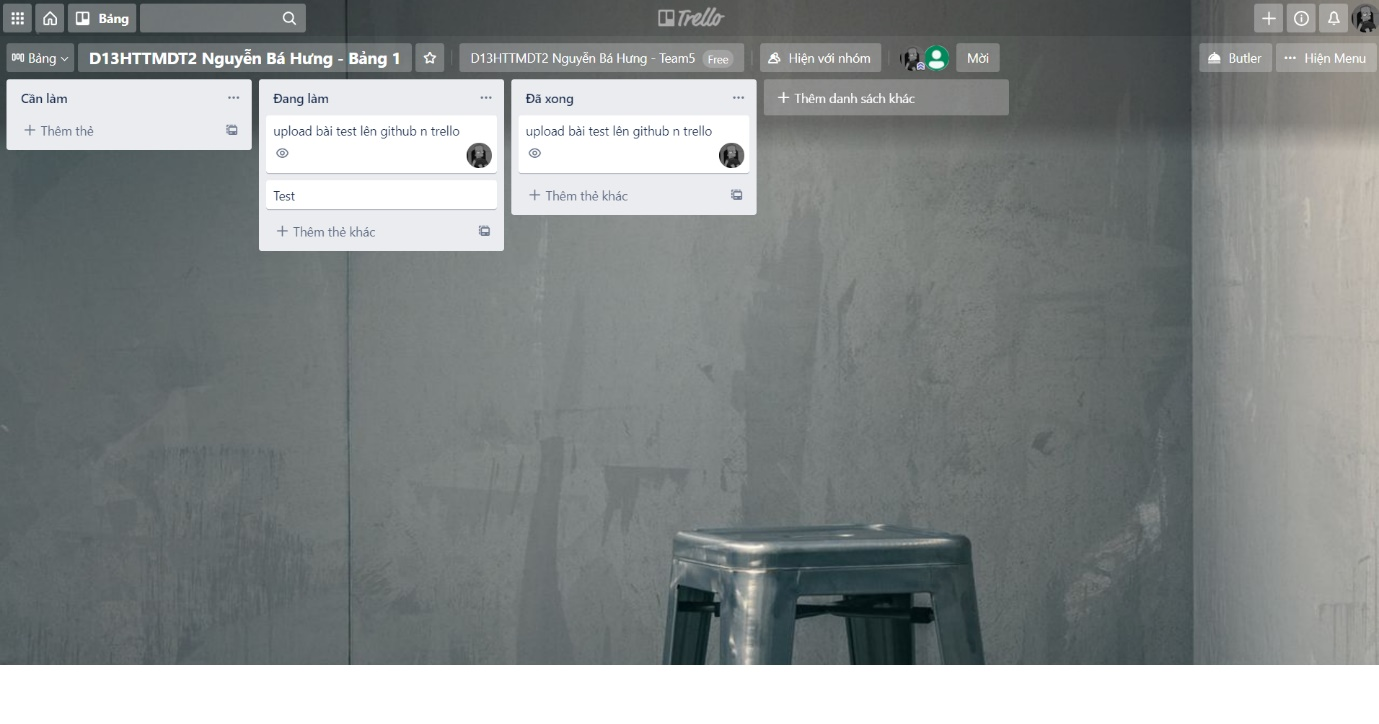 Bảng
Trello
Bảng
D13HTTMDT2 Nguyễn Bá Hưng - Bảng 1
D13HTTMDT2 Nguyễn Bá Hưng - Team5 Free
Hiện với nhóm
Mời
Butler
Hiện Menu
Cần làm
Thêm thẻ
Đang làm
upload bài test lên github n trello
Test
Thêm thẻ khác
Đã xong
upload bài test lên github n trello
Thêm thẻ khác
Thêm danh sách khác